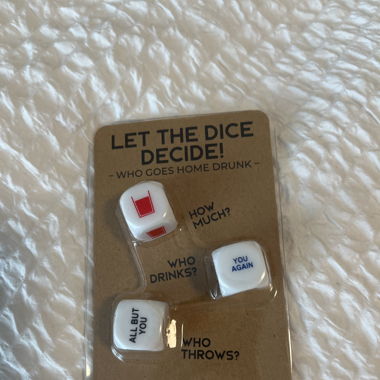 LET THE DICE
DECIDE!
– WHO GOES HOME DRUNK –
HOW
MUCH?
WHO
DRINKS?
YOU
AGAIN
ALL BUT
YOU
WHO
THROWS?